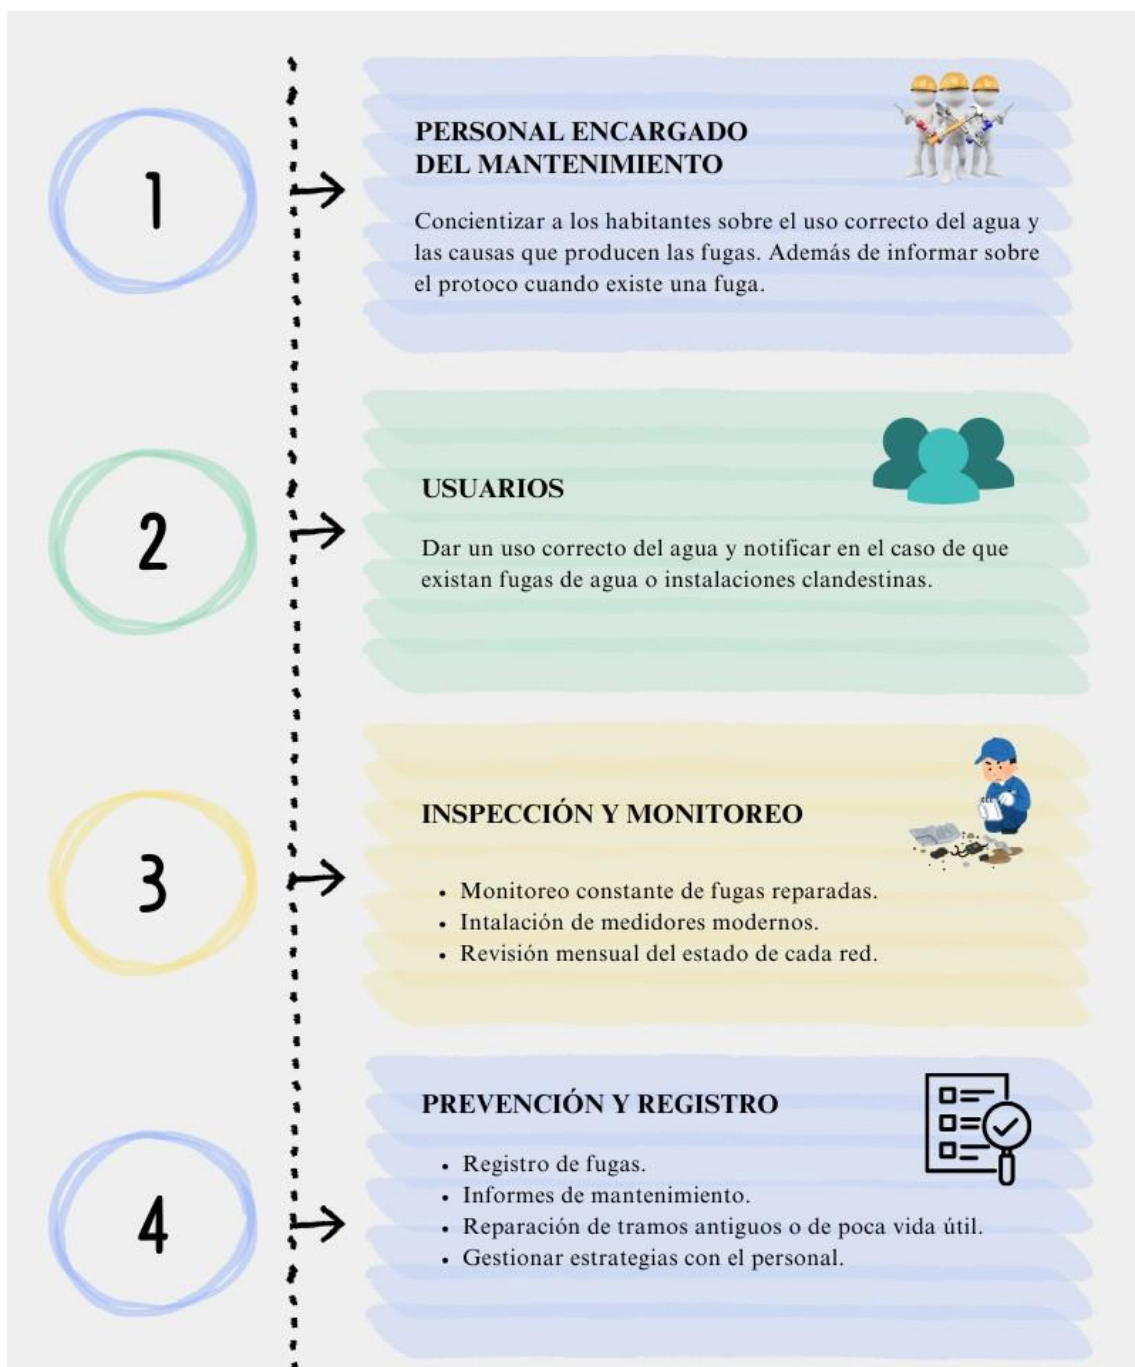 1
PERSONAL ENCARGADO
DEL MANTENIMIENTO
Concientizar a los habitantes sobre el uso correcto del agua y
las causas que producen las fugas. Además de informar sobre
el protoco cuando existe una fuga.
2
USUARIOS
Dar un uso correcto del agua y notificar en el caso de que
existan fugas de agua o instalaciones clandestinas.
3
INSPECCIÓN Y MONITOREO
• Monitoreo constante de fugas reparadas.
• Intalación de medidores modernos.
• Revisión mensual del estado de cada red.
4
PREVENCIÓN Y REGISTRO
• Registro de fugas.
• Informes de mantenimiento.
• Reparación de tramos antiguos o de poca vida útil.
• Gestionar estrategias con el personal.